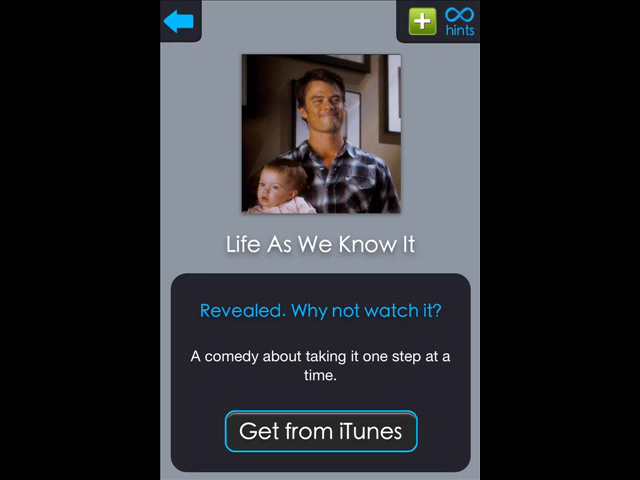 hints
Life As We Know It
Revealed. Why not watch it?
A comedy about taking it one step at a
time.
Get from iTunes